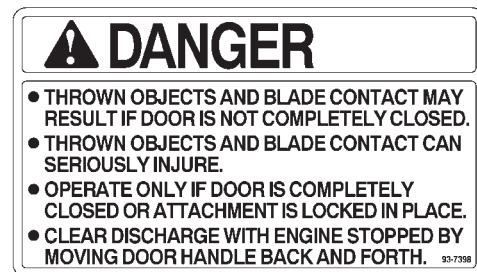 DANGER
● THROWN OBJECTS AND BLADE CONTACT MAY
RESULT IF DOOR IS NOT COMPLETELY CLOSED.
● THROWN OBJECTS AND BLADE CONTACT CAN
SERIOUSLY INJURE.
● OPERATE ONLY IF DOOR IS COMPLETELY
CLOSED OR ATTACHMENT IS LOCKED IN PLACE.
● CLEAR DISCHARGE WITH ENGINE STOPPED BY
MOVING DOOR HANDLE BACK AND FORTH. 93-7398